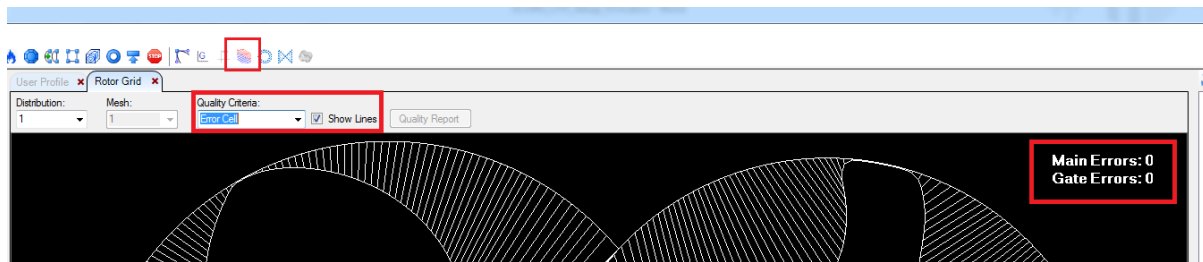 STOP
G
User Profile Rotor Grid
Distribution: Mesh: Quality Criteria:
1 1 Error Cell Show Lines Quality Report
Main Errors: 0
Gate Errors: 0